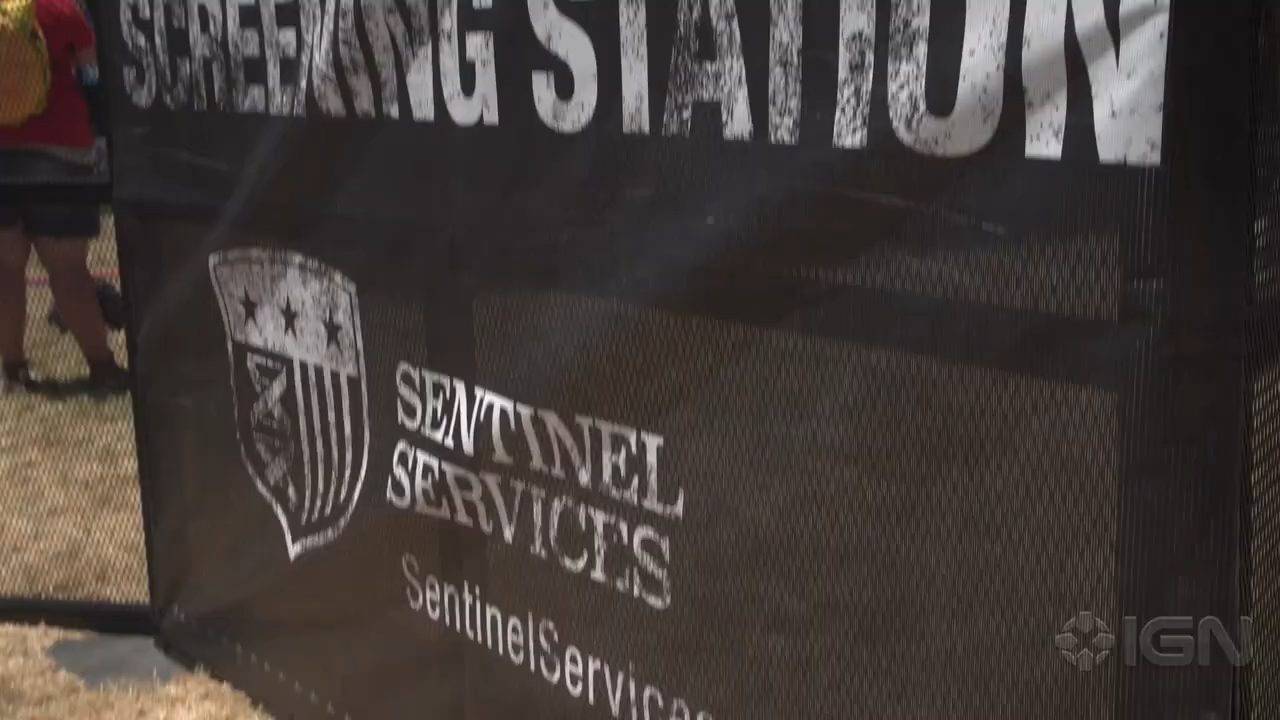 SCREENING STATION
SENTINEL
SERVICES
SentinelServices
IGN